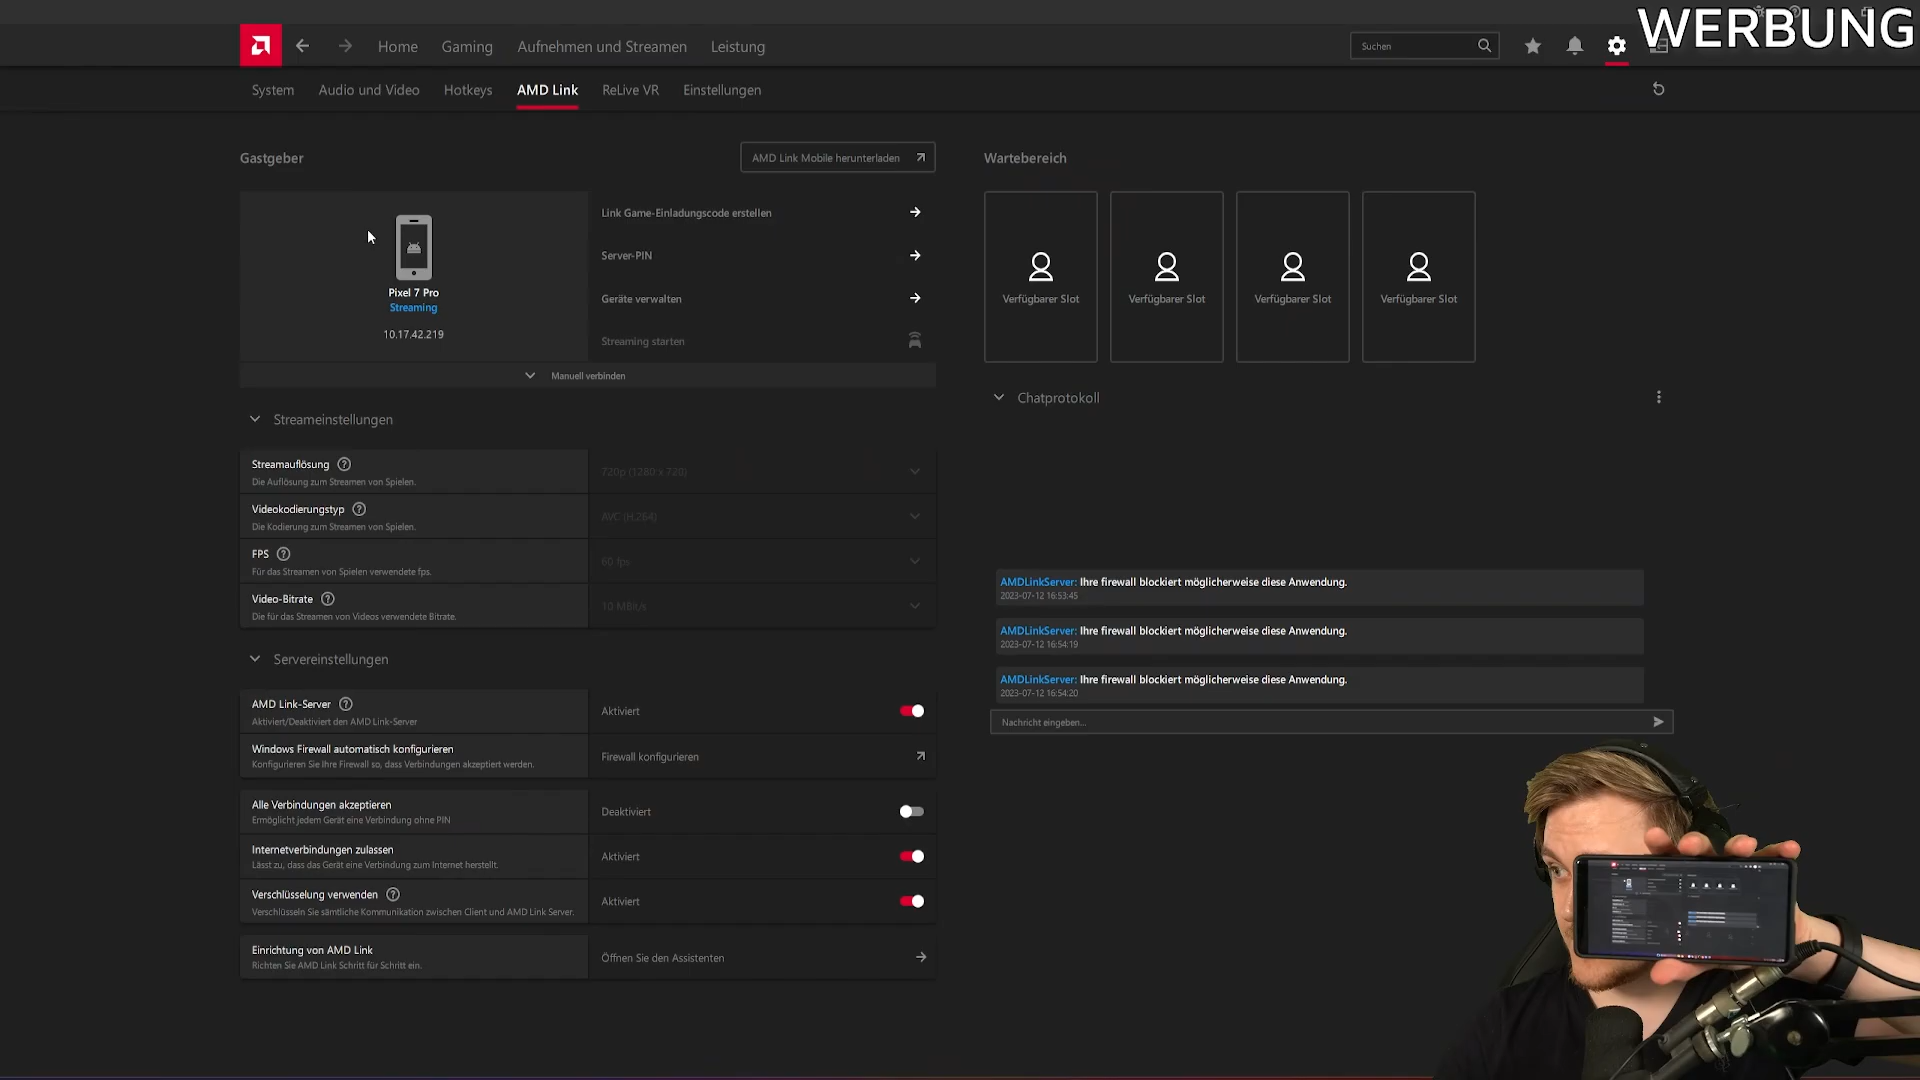 WERBUNG
Home Gaming Aufnehmen und Streamen Leistung Suchen
System Audio und Video Hotkeys AMD Link ReLive VR Einstellungen
Gastgeber
AMD Link Mobile herunterladen
Pixel 7 Pro
Streaming
10.17.42.219
Link Game-Einladungscode erstellen
Server-PIN
Geräte verwalten
Streaming starten
Manuell verbinden
Streameinstellungen
Streamauflösung
Die Auflösung zum Streamen von Spielen.
720p (1280 x 720)
Videokodierungstyp
Die Kodierung zum Streamen von Spielen.
AVC (H.264)
FPS
Für das Streamen von Spielen verwendete fps.
60 fps
Video-Bitrate
Die für das Streamen von Videos verwendete Bitrate.
10 MBit/s
Servereinstellungen
AMD Link-Server
Aktiviert/Deaktiviert den AMD Link-Server
Aktiviert
Windows Firewall automatisch konfigurieren
Konfigurieren Sie Ihre Firewall so, dass Verbindungen akzeptiert werden.
Firewall konfigurieren
Alle Verbindungen akzeptieren
Ermöglicht jedem Gerät eine Verbindung ohne PIN
Deaktiviert
Internetverbindungen zulassen
Lässt zu, dass das Gerät eine Verbindung zum Internet herstellt.
Aktiviert
Verschlüsselung verwenden
Verschlüsseln Sie sämtliche Kommunikation zwischen Client und AMD Link Server.
Aktiviert
Einrichtung von AMD Link
Richten Sie AMD Link Schritt für Schritt ein.
Öffnen Sie den Assistenten
Wartebereich
Verfügbarer Slot Verfügbarer Slot Verfügbarer Slot Verfügbarer Slot
Chatprotokoll
AMDLinkServer: Ihre firewall blockiert möglicherweise diese Anwendung.
2023-07-12 16:53:45
AMDLinkServer: Ihre firewall blockiert möglicherweise diese Anwendung.
2023-07-12 16:54:19
AMDLinkServer: Ihre firewall blockiert möglicherweise diese Anwendung.
2023-07-12 16:54:20
Nachricht eingeben...